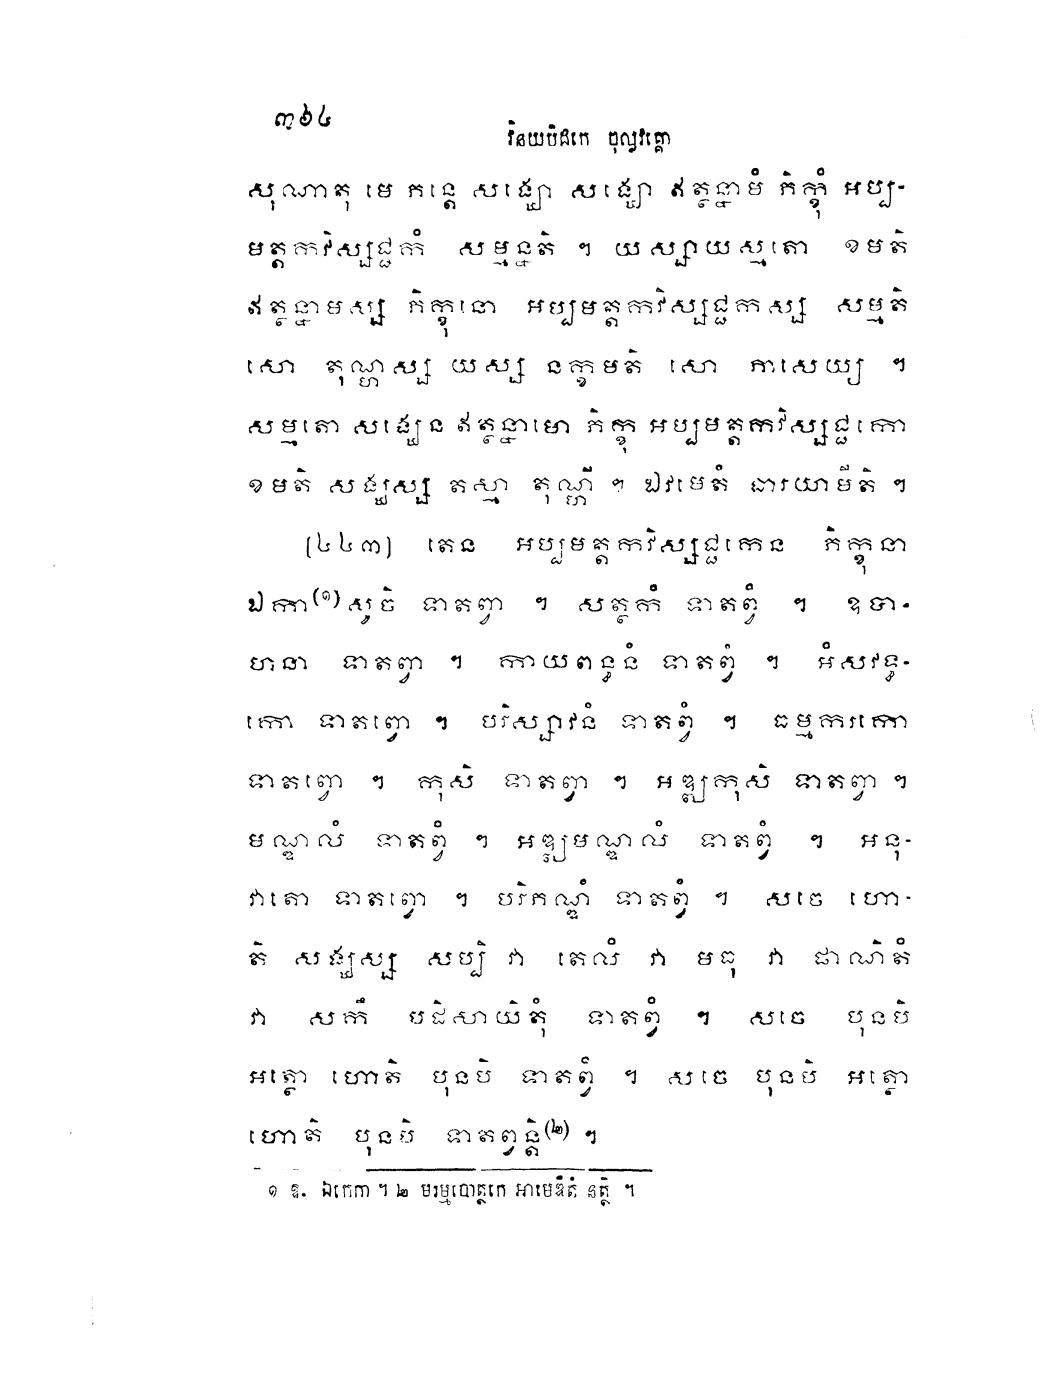 ៣៦៤
វិនយបិដកេ ចុល្លវគ្គោ
សុណាតុ មេ ភន្តេ សង្ឃោ សង្ឃោ ឥត្ថន្នាមំ ភិក្ខុំ អប្ប-
មត្តកវិស្សជ្ជកំ សម្មន្នតិ ។ យស្សាយស្មតោ ខមតិ
ឥត្ថន្នាមស្ស ភិក្ខុនោ អប្បមត្តកវិស្សជ្ជកស្ស សម្មតិ
សោ តុណ្ហស្ស យស្ស នក្ខមតិ សោ ភាសេយ្យ ។
សម្មតោ សង្ឃេន ឥត្ថន្នាមោ ភិក្ខុ អប្បមត្តកវិស្សជ្ជកោ
ខមតិ សង្ឃស្ស តស្មា តុណ្ហី ។ ឯវមេតំ ធារយាមីតិ ។
(៤៤៣) តេន អប្បមត្តកវិស្សជ្ជកេន ភិក្ខុនា
ឯកា(១)សូចិ ទាតព្វា ។ សត្ថកំ ទាតព្វំ ។ ឧបា-
ហនា ទាតព្វា ។ កាយពន្ធនំ ទាតព្វំ ។ អំសវទ្ធ-
កោ ទាតព្វោ ។ បរិស្សាវនំ ទាតព្វំ ។ ធម្មករកោ
ទាតព្វោ ។ កុសិ ទាតព្វា ។ អឌ្ឍកុសិ ទាតព្វា ។
មណ្ឌលំ ទាតព្វំ ។ អឌ្ឍមណ្ឌលំ ទាតព្វំ ។ អនុ-
វាតោ ទាតព្វោ ។ បរិភណ្ឌំ ទាតព្វំ ។ សចេ ហោ-
តិ សង្ឃស្ស សប្បិ វា តេលំ វា មធុ វា ផាណិតំ
វា សកឹ បដិសាយិតុំ ទាតព្វំ ។ សចេ បុនបិ
អត្ថោ ហោតិ បុនបិ ទាតព្វំ ។ សចេ បុនបិ អត្ថោ
ហោតិ បុនបិ ទាតព្វន្តិ(២) ។
១ ឱ. ឯកេកា ។ ២ មរម្មបោត្ថកេ អាមេឌិតំ នត្ថិ ។